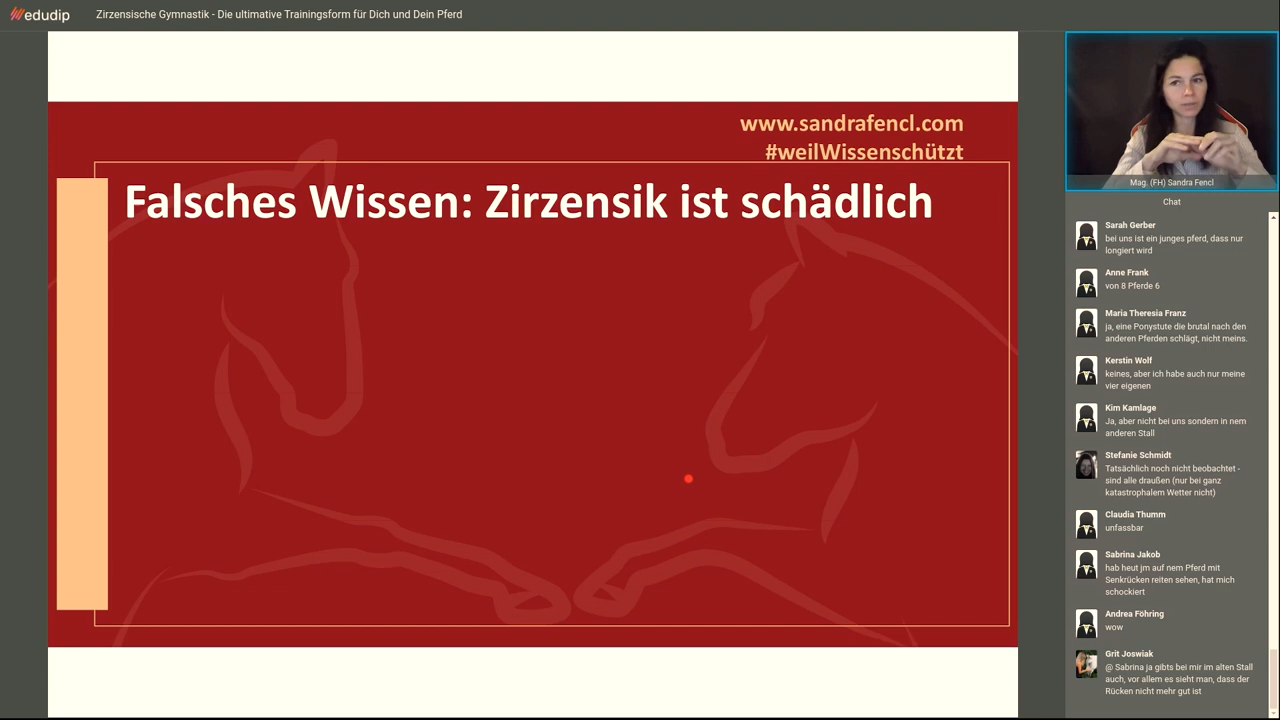 edudip
Zirzensische Gymnastik - Die ultimative Trainingsform für Dich und Dein Pferd
www.sandrafencl.com
#weilWissenschützt
Falsches Wissen: Zirzensik ist schädlich
Mag. (FH) Sandra Fencl
Chat
Sarah Gerber
bei uns ist ein junges pferd, dass nur
longiert wird
Anne Frank
von 8 Pferde 6
Maria Theresia Franz
ja, eine Ponystute die brutal nach den
anderen Pferden schlägt, nicht meins.
Kerstin Wolf
keines, aber ich habe auch nur meine
vier eigenen
Kim Kamlage
Ja, aber nicht bei uns sondern in nem
anderen Stall
Stefanie Schmidt
Tatsächlich noch nicht beobachtet -
sind alle draußen (nur bei ganz
katastrophalem Wetter nicht)
Claudia Thumm
unfassbar
Sabrina Jakob
hab heut jm auf nem Pferd mit
Senkrücken reiten sehen, hat mich
schockiert
Andrea Föhring
wow
Grit Joswiak
@ Sabrina ja gibts bei mir im alten Stall
auch, vor allem es sieht man, dass der
Rücken nicht mehr gut ist